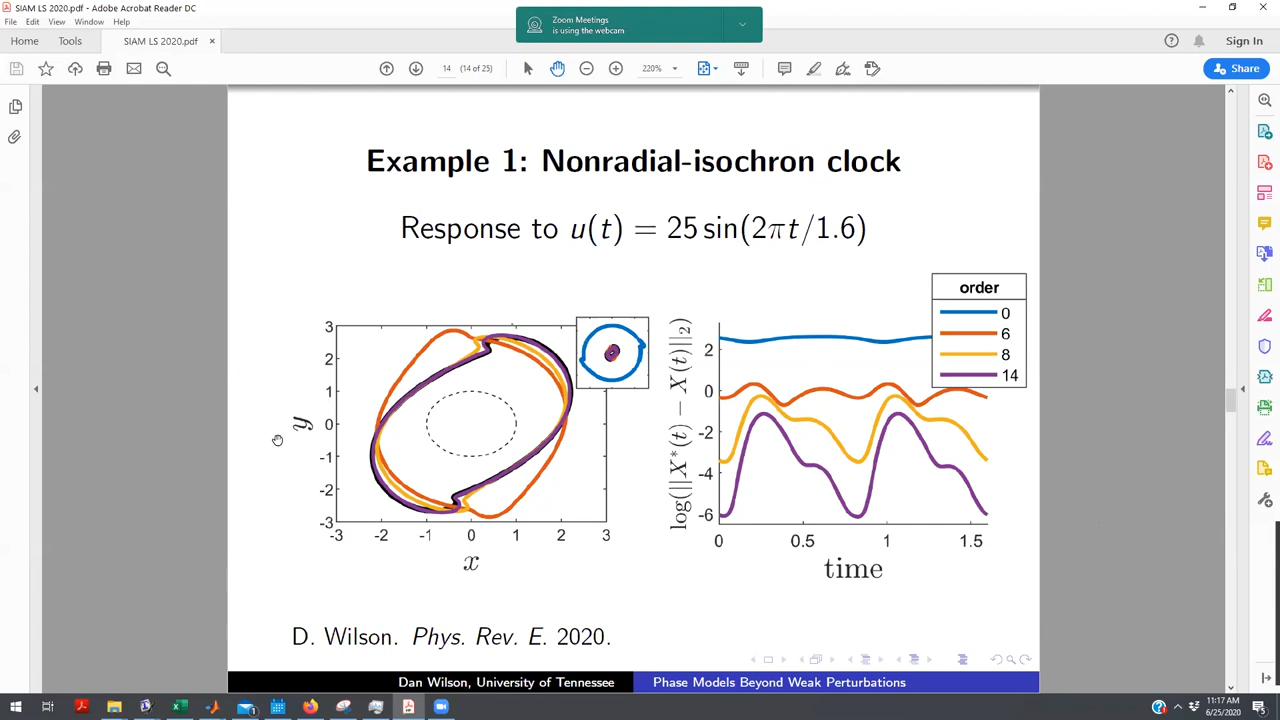 SIAM LS 2020.pdf - Adobe Acrobat Reader DC
File Edit View Window Help
Zoom Meetings
is using the webcam
Home Tools SIAM LS 2020.pdf × Sign In
14 (14 of 25) 220% Share
Example 1: Nonradial-isochron clock
Response to u(t) = 25 sin(2πt/1.6)
order
0
6
8
14
3
2
1
0
-1
-2
-3
y
-3 -2 -1 0 1 2 3
x
log(||X*(t) − X(t)||₂)
2
0
-2
-4
-6
0 0.5 1 1.5
time
D. Wilson. Phys. Rev. E. 2020.
Dan Wilson, University of Tennessee Phase Models Beyond Weak Perturbations
11:17 AM
6/25/2020